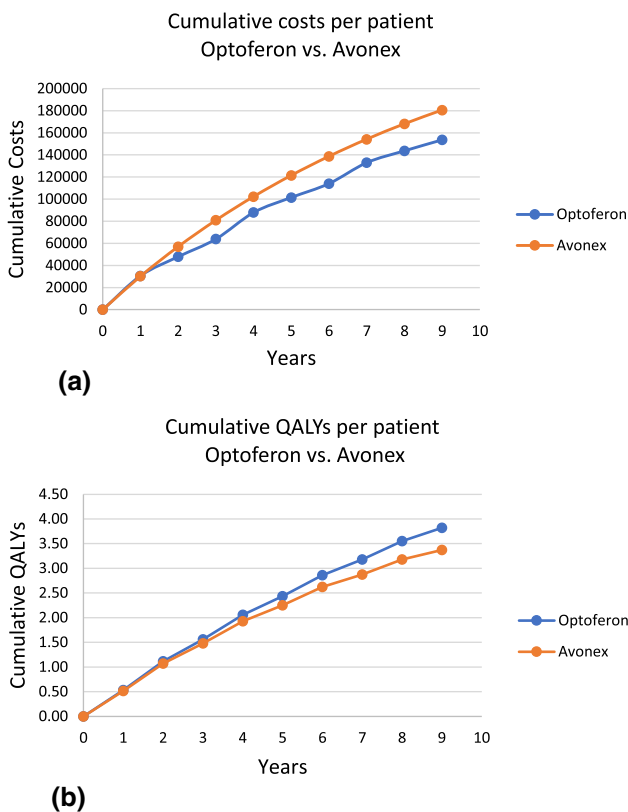 Cumulative costs per patient
Optoferon vs. Avonex
200000
180000
160000
140000
120000
100000
80000
60000
40000
20000
0
Cumulative Costs
0 1 2 3 4 5 6 7 8 9 10
Years
Optoferon
Avonex
(a)
Cumulative QALYs per patient
Optoferon vs. Avonex
4.50
4.00
3.50
3.00
2.50
2.00
1.50
1.00
0.50
0.00
Cumulative QALYs
0 1 2 3 4 5 6 7 8 9 10
Years
Optoferon
Avonex
(b)